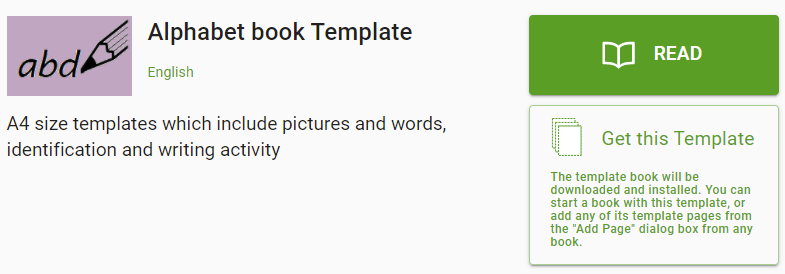 abd
Alphabet book Template
English
A4 size templates which include pictures and words,
identification and writing activity
READ
Get this Template
The template book will be
downloaded and installed. You can
start a book with this template, or
add any of its template pages from
the "Add Page" dialog box from any
book.